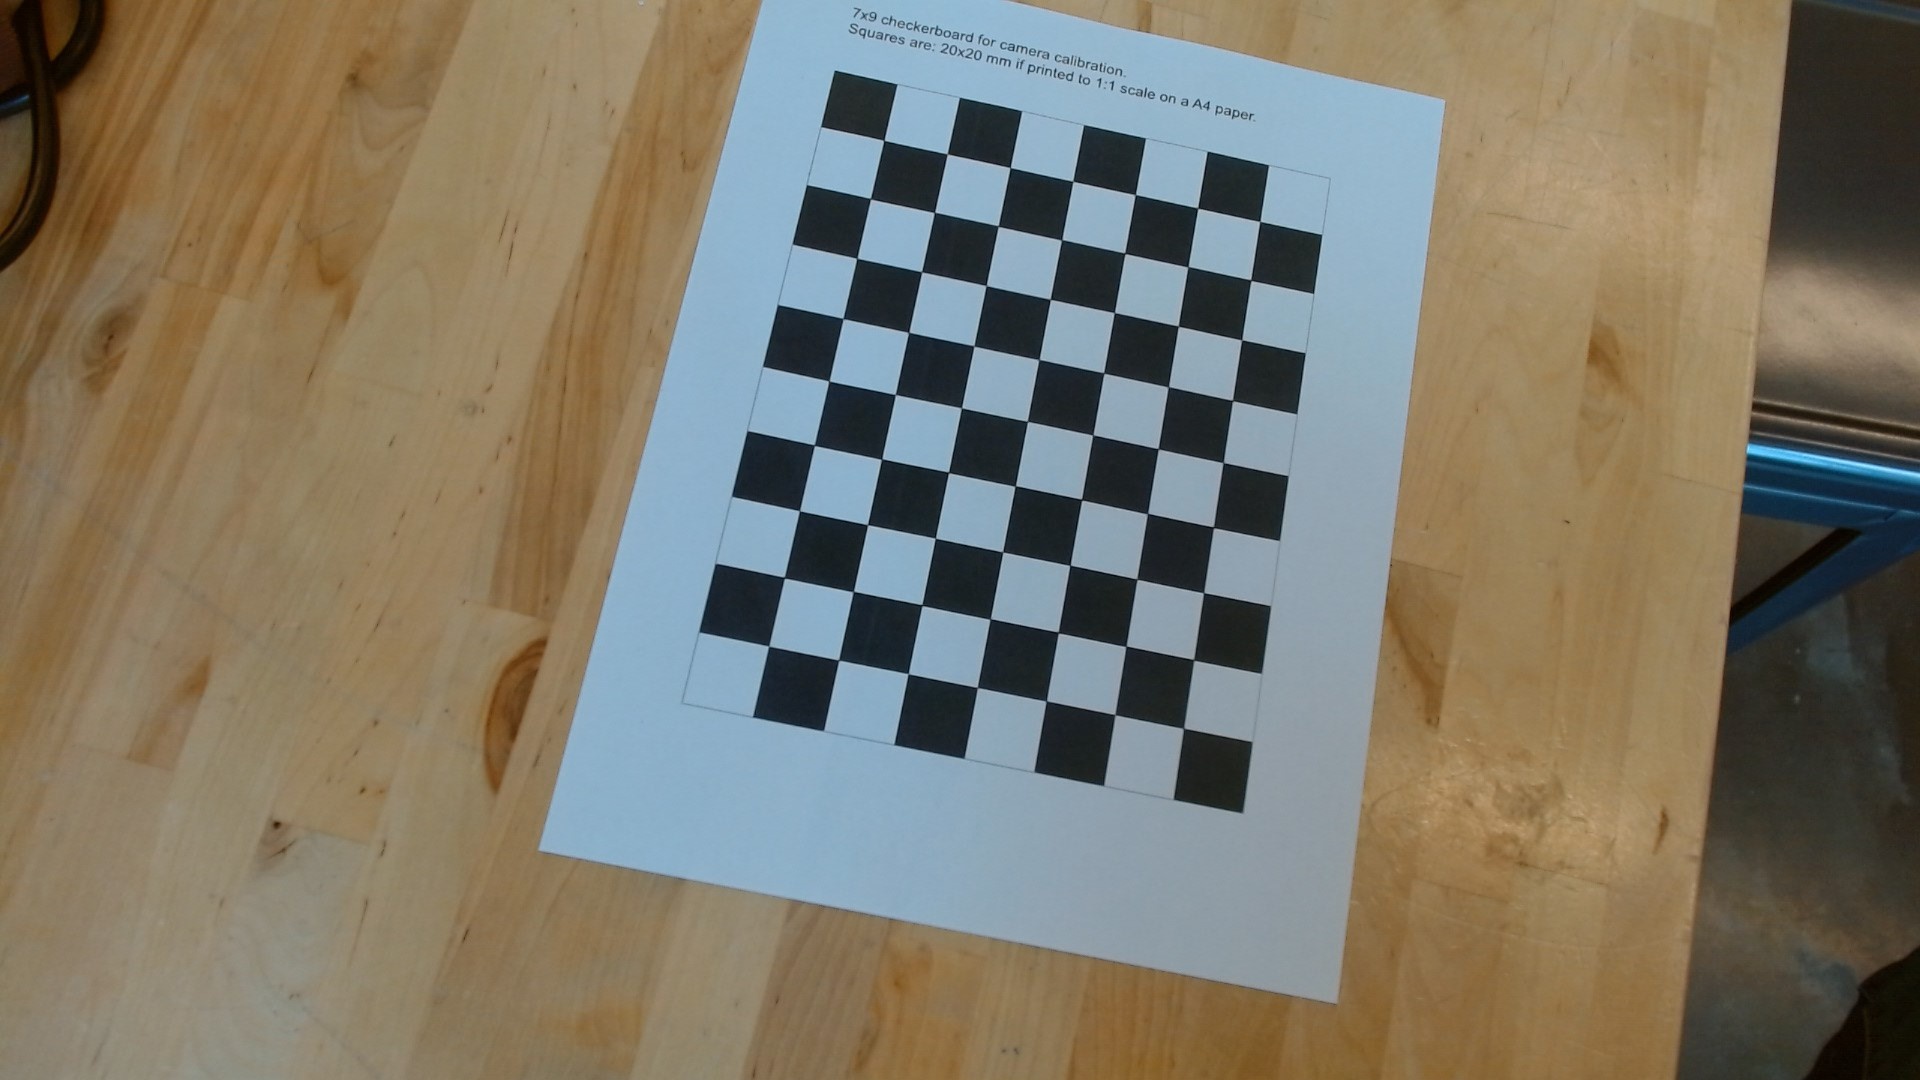 7x9 checkerboard for camera calibration.
Squares are: 20x20 mm if printed to 1:1 scale on a A4 paper.